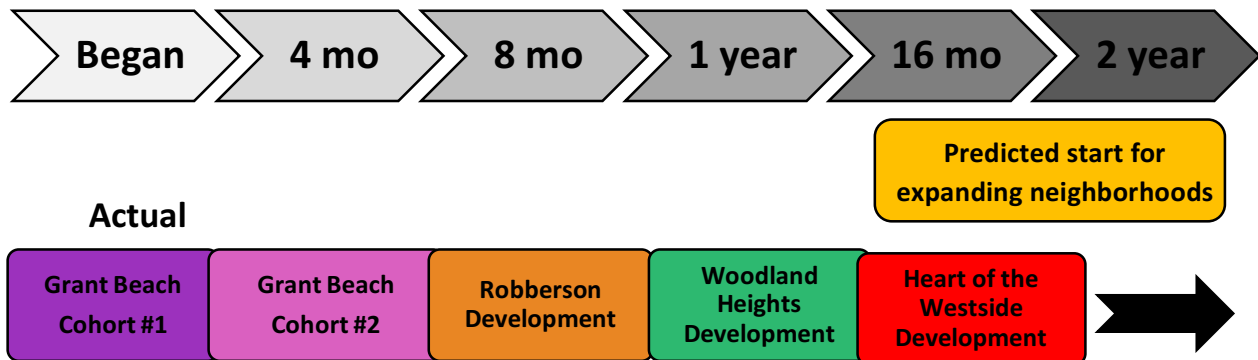 Began
4 mo
8 mo
1 year
16 mo
2 year
Predicted start for
expanding neighborhoods
Actual
Grant Beach
Cohort #1
Grant Beach
Cohort #2
Robberson
Development
Woodland
Heights
Development
Heart of the
Westside
Development